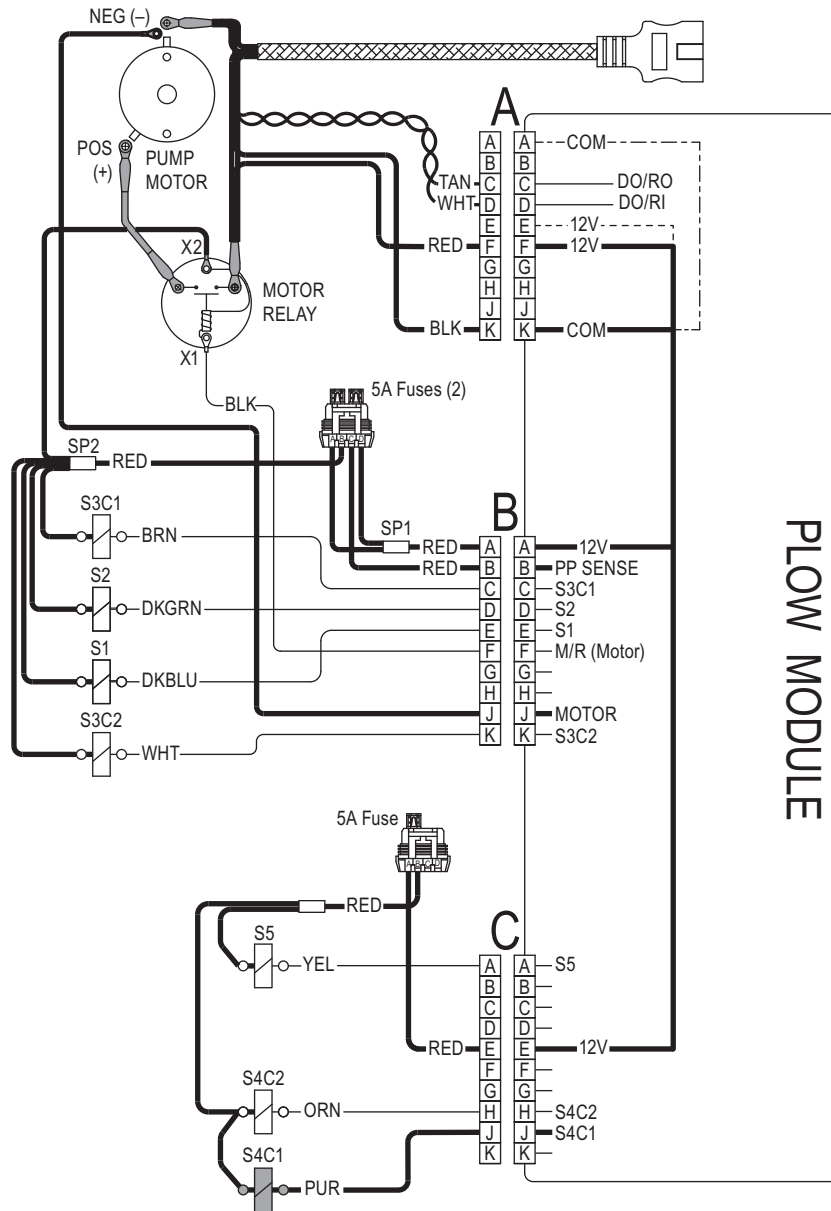 NEG (–)
A
POS
(+)
PUMP
MOTOR
A A COM
B B
TAN C C DO/RO
WHT D D DO/RI
E E 12V
RED F F 12V
G G
H H
J J
BLK K K COM
X2
MOTOR
RELAY
X1
BLK
5A Fuses (2)
A B C D
SP2
RED
S3C1
BRN
SP1
B
RED A A 12V
RED B B PP SENSE
C C S3C1
D D S2
E E S1
F F M/R (Motor)
G G
H H
J J MOTOR
K K S3C2
S2
DKGRN
S1
DKBLU
S3C2
WHT
PLOW MODULE
5A Fuse
A B C D
RED
S5
YEL
C
A A S5
B B
C C
D D
RED E E 12V
F F
G G
H H S4C2
J J S4C1
K K
S4C2
ORN
S4C1
PUR